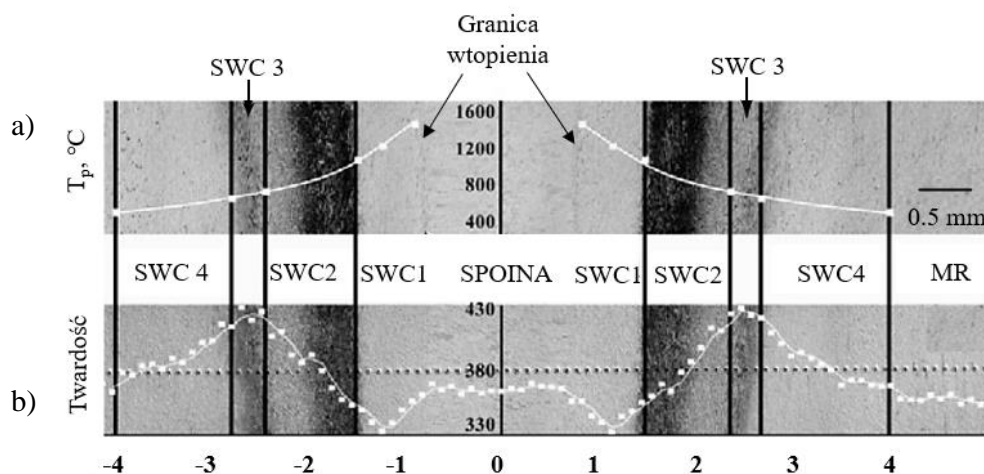 Granica
wtopienia
SWC 3
SWC 3
a)
Tp, °C
1600
1200
800
400
0.5 mm
SWC 4
SWC2
SWC1
SPOINA
SWC1
SWC2
SWC4
MR
b)
Twardość
430
380
330
-4 -3 -2 -1 0 1 2 3 4